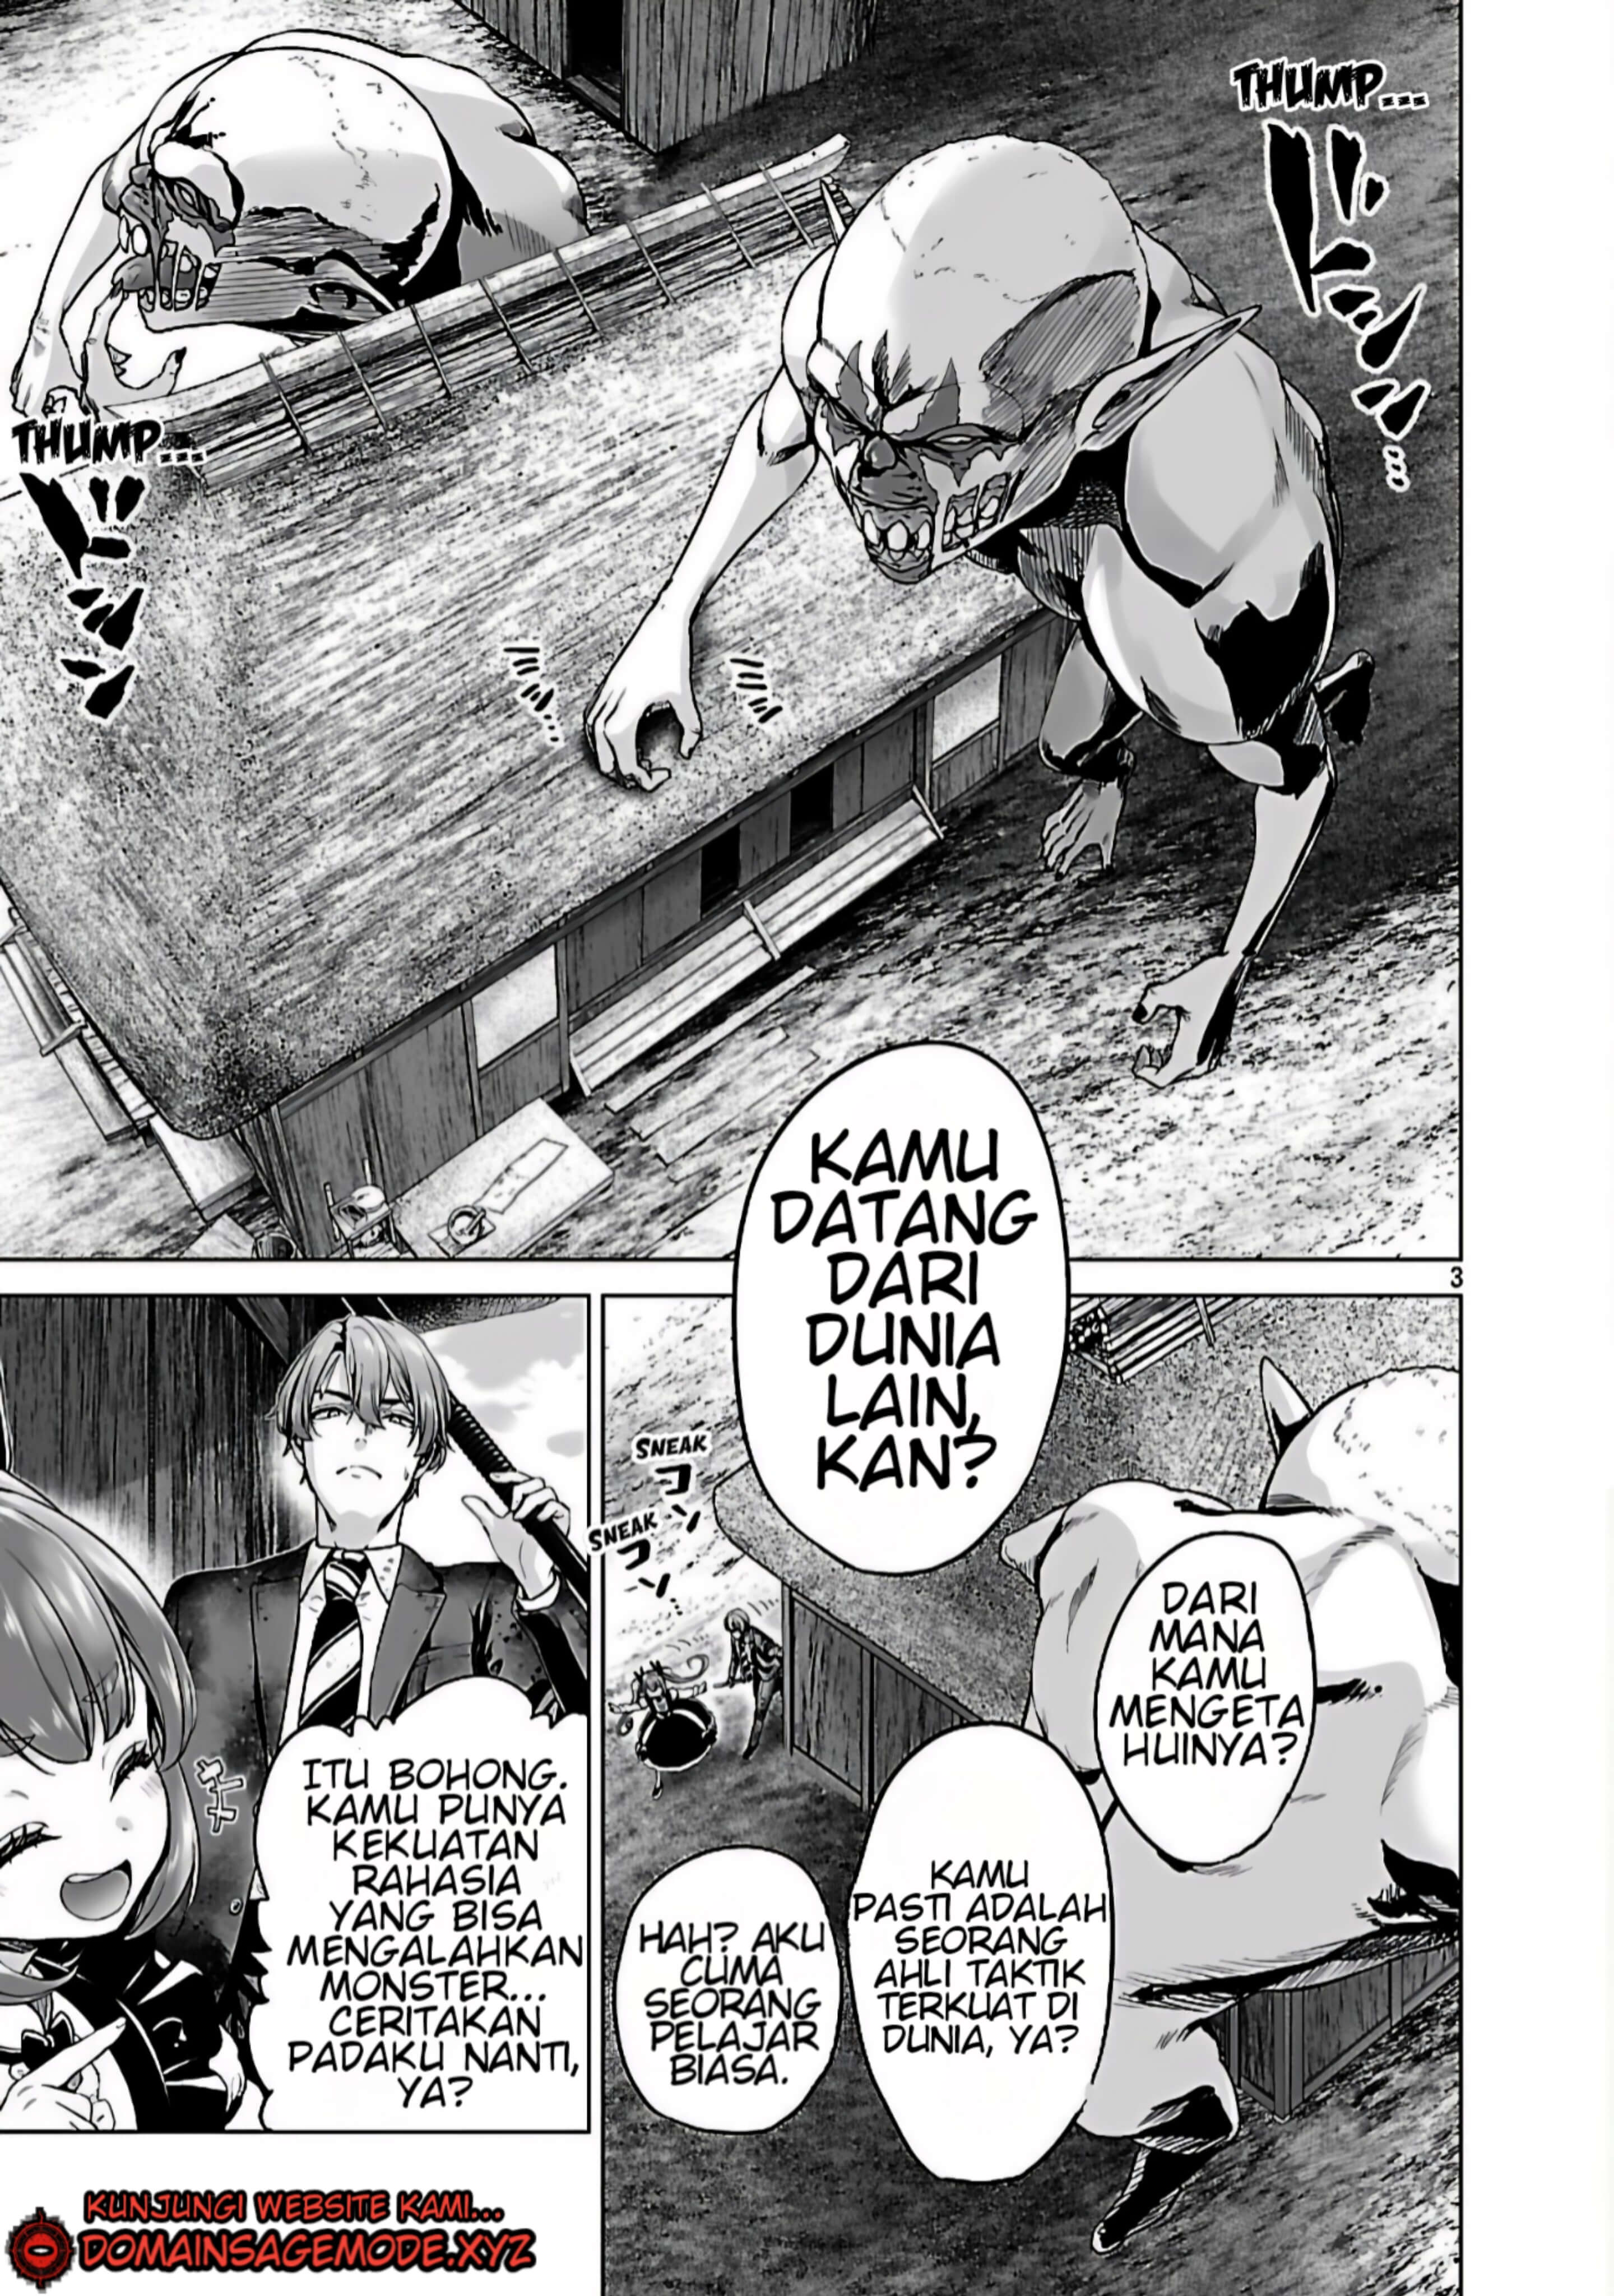 THUMP...
ドシン...
THUMP...
ドシン
KAMU
DATANG
DARI
DUNIA
LAIN,
KAN?
3
DARI
MANA
KAMU
MENGETA
HUINYA?
SNEAK
コソ
SNEAK
コソ...
KAMU
PASTI ADALAH
SEORANG
AHLI TAKTIK
TERKUAT DI
DUNIA, YA?
HAH? AKU
CUMA
SEORANG
PELAJAR
BIASA.
ITU BOHONG.
KAMU PUNYA
KEKUATAN
RAHASIA
YANG BISA
MENGALAHKAN
MONSTER...
CERITAKAN
PADAKU NANTI,
YA?
KUNJUNGI WEBSITE KAMI...
DOMAINSAGEMODE.XYZ